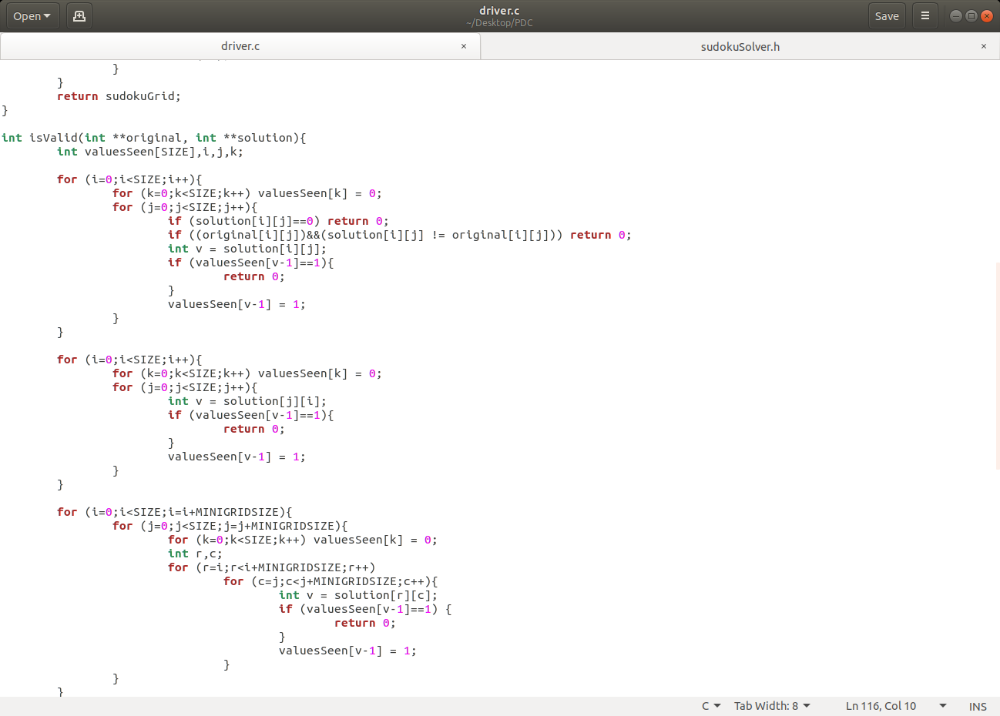 Open
driver.c
~/Desktop/PDC
Save
driver.c ×
sudokuSolver.h ×
}
}
return sudokuGrid;
}
int isValid(int **original, int **solution){
int valuesSeen[SIZE],i,j,k;
for (i=0;i<SIZE;i++){
for (k=0;k<SIZE;k++) valuesSeen[k] = 0;
for (j=0;j<SIZE;j++){
if (solution[i][j]==0) return 0;
if ((original[i][j])&&(solution[i][j] != original[i][j])) return 0;
int v = solution[i][j];
if (valuesSeen[v-1]==1){
return 0;
}
valuesSeen[v-1] = 1;
}
}
for (i=0;i<SIZE;i++){
for (k=0;k<SIZE;k++) valuesSeen[k] = 0;
for (j=0;j<SIZE;j++){
int v = solution[j][i];
if (valuesSeen[v-1]==1){
return 0;
}
valuesSeen[v-1] = 1;
}
}
for (i=0;i<SIZE;i=i+MINIGRIDSIZE){
for (j=0;j<SIZE;j=j+MINIGRIDSIZE){
for (k=0;k<SIZE;k++) valuesSeen[k] = 0;
int r,c;
for (r=i;r<i+MINIGRIDSIZE;r++)
for (c=j;c<j+MINIGRIDSIZE;c++){
int v = solution[r][c];
if (valuesSeen[v-1]==1) {
return 0;
}
valuesSeen[v-1] = 1;
}
}
}
C Tab Width: 8 Ln 116, Col 10 INS